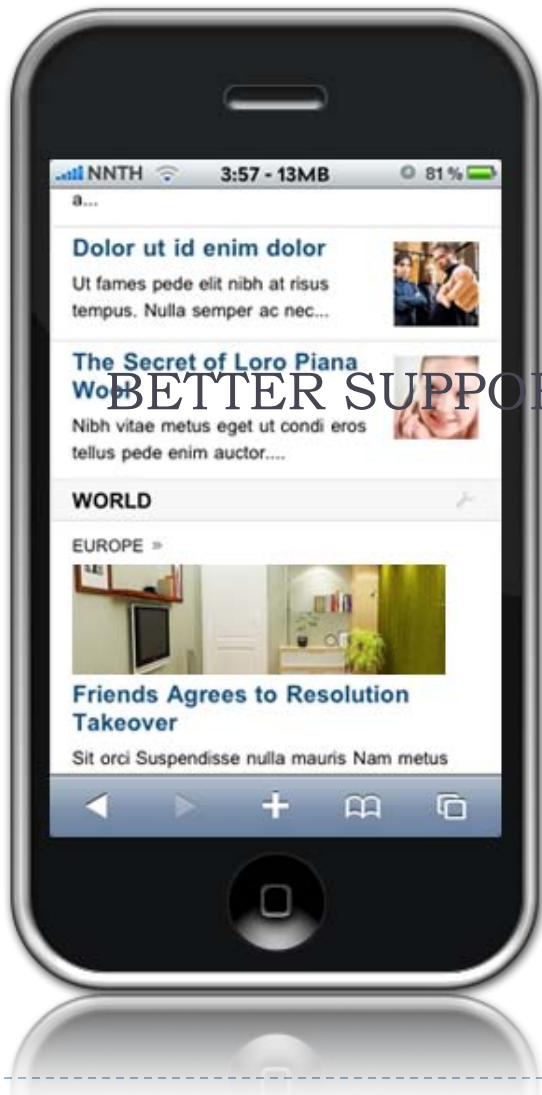 NNTH 3:57 - 13MB 81 %
a...
Dolor ut id enim dolor
Ut fames pede elit nibh at risus
tempus. Nulla semper ac nec...
The Secret of Loro Piana
Wool
BETTER SUPPO
Nibh vitae metus eget ut condi eros
tellus pede enim auctor....
WORLD
EUROPE »
Friends Agrees to Resolution
Takeover
Sit orci Suspendisse nulla mauris Nam metus